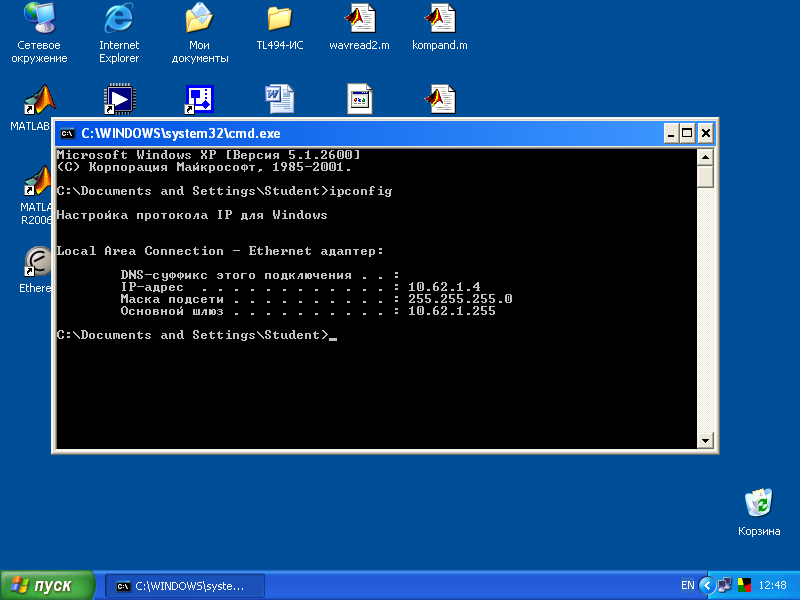 Сетевое окружение
Internet Explorer
Мои документы
TL494-ИС
wavread2.m
kompand.m
MATLAB
C:\WINDOWS\system32\cmd.exe
Microsoft Windows XP [Версия 5.1.2600]
(С) Корпорация Майкрософт, 1985-2001.
C:\Documents and Settings\Student>ipconfig
Настройка протокола IP для Windows
Local Area Connection - Ethernet адаптер:
DNS-суффикс этого подключения . . :
IP-адрес . . . . . . . . . . . . : 10.62.1.4
Маска подсети . . . . . . . . . . : 255.255.255.0
Основной шлюз . . . . . . . . . . : 10.62.1.255
C:\Documents and Settings\Student>_
MATLA
R2006
Ethere
Корзина
пуск
C:\WINDOWS\syste...
EN
12:48